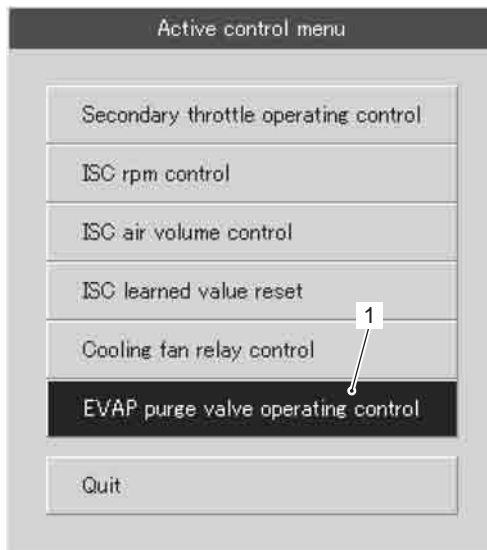 Active control menu
Secondary throttle operating control
ISC rpm control
ISC air volume control
ISC learned value reset
1
Cooling fan relay control
EVAP purge valve operating control
Quit